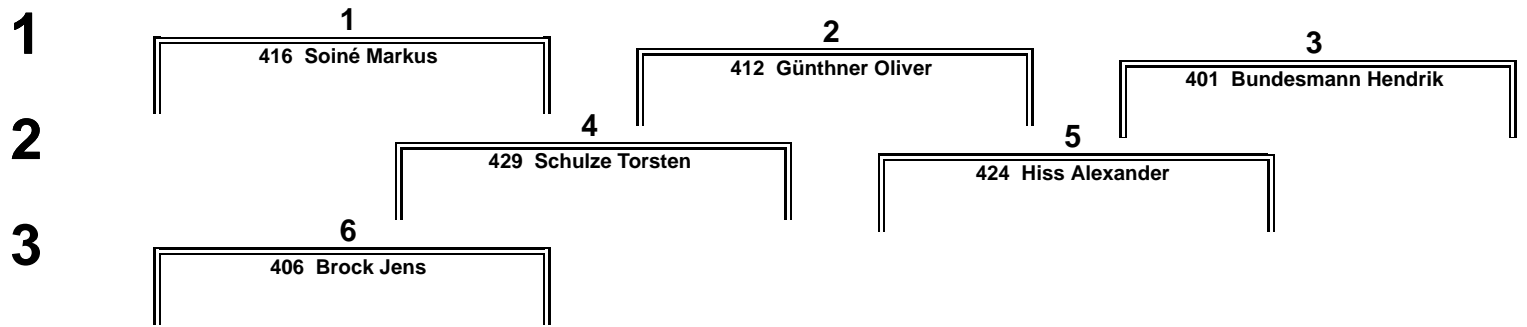 1
1
416 Soiné Markus
2
412 Günthner Oliver
3
401 Bundesmann Hendrik
2
4
429 Schulze Torsten
5
424 Hiss Alexander
3
6
406 Brock Jens